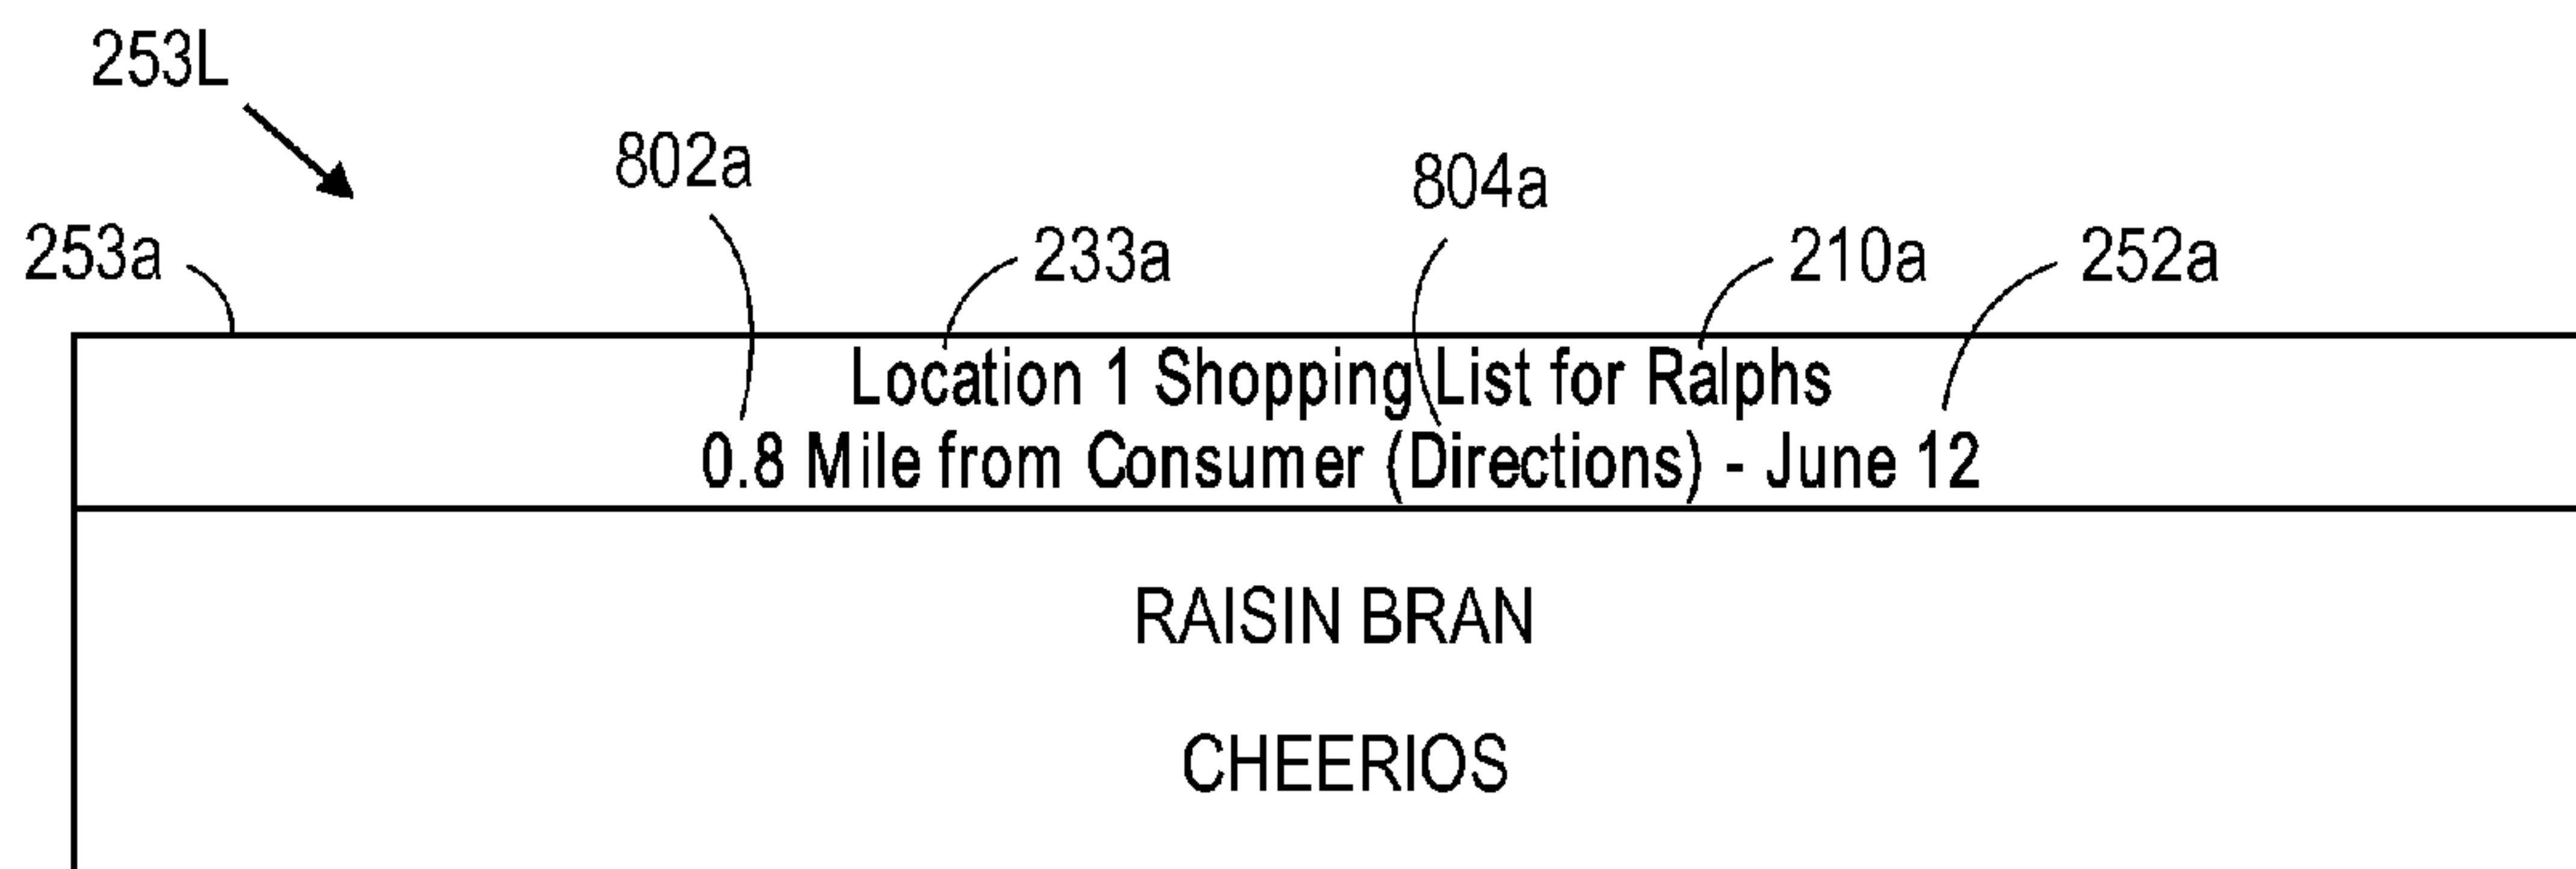 253L
802a
804a
253a
233a
210a
252a
Location 1 Shopping List for Ralphs
0.8 Mile from Consumer (Directions) - June 12
RAISIN BRAN
CHEERIOS